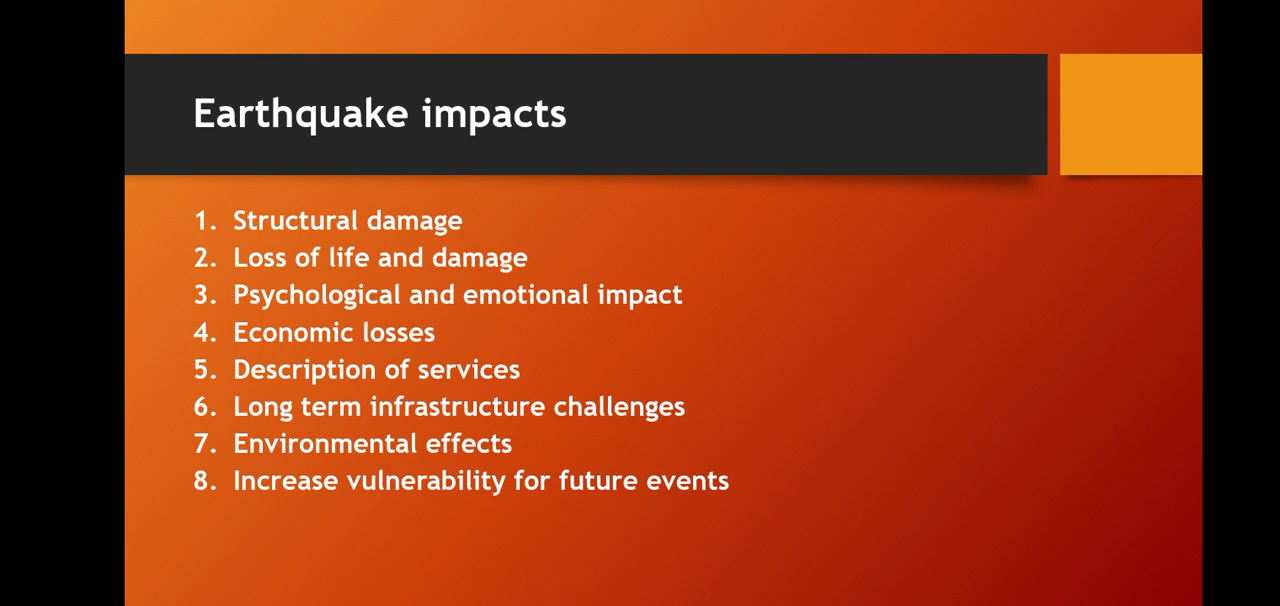 Earthquake impacts
1. Structural damage
2. Loss of life and damage
3. Psychological and emotional impact
4. Economic losses
5. Description of services
6. Long term infrastructure challenges
7. Environmental effects
8. Increase vulnerability for future events